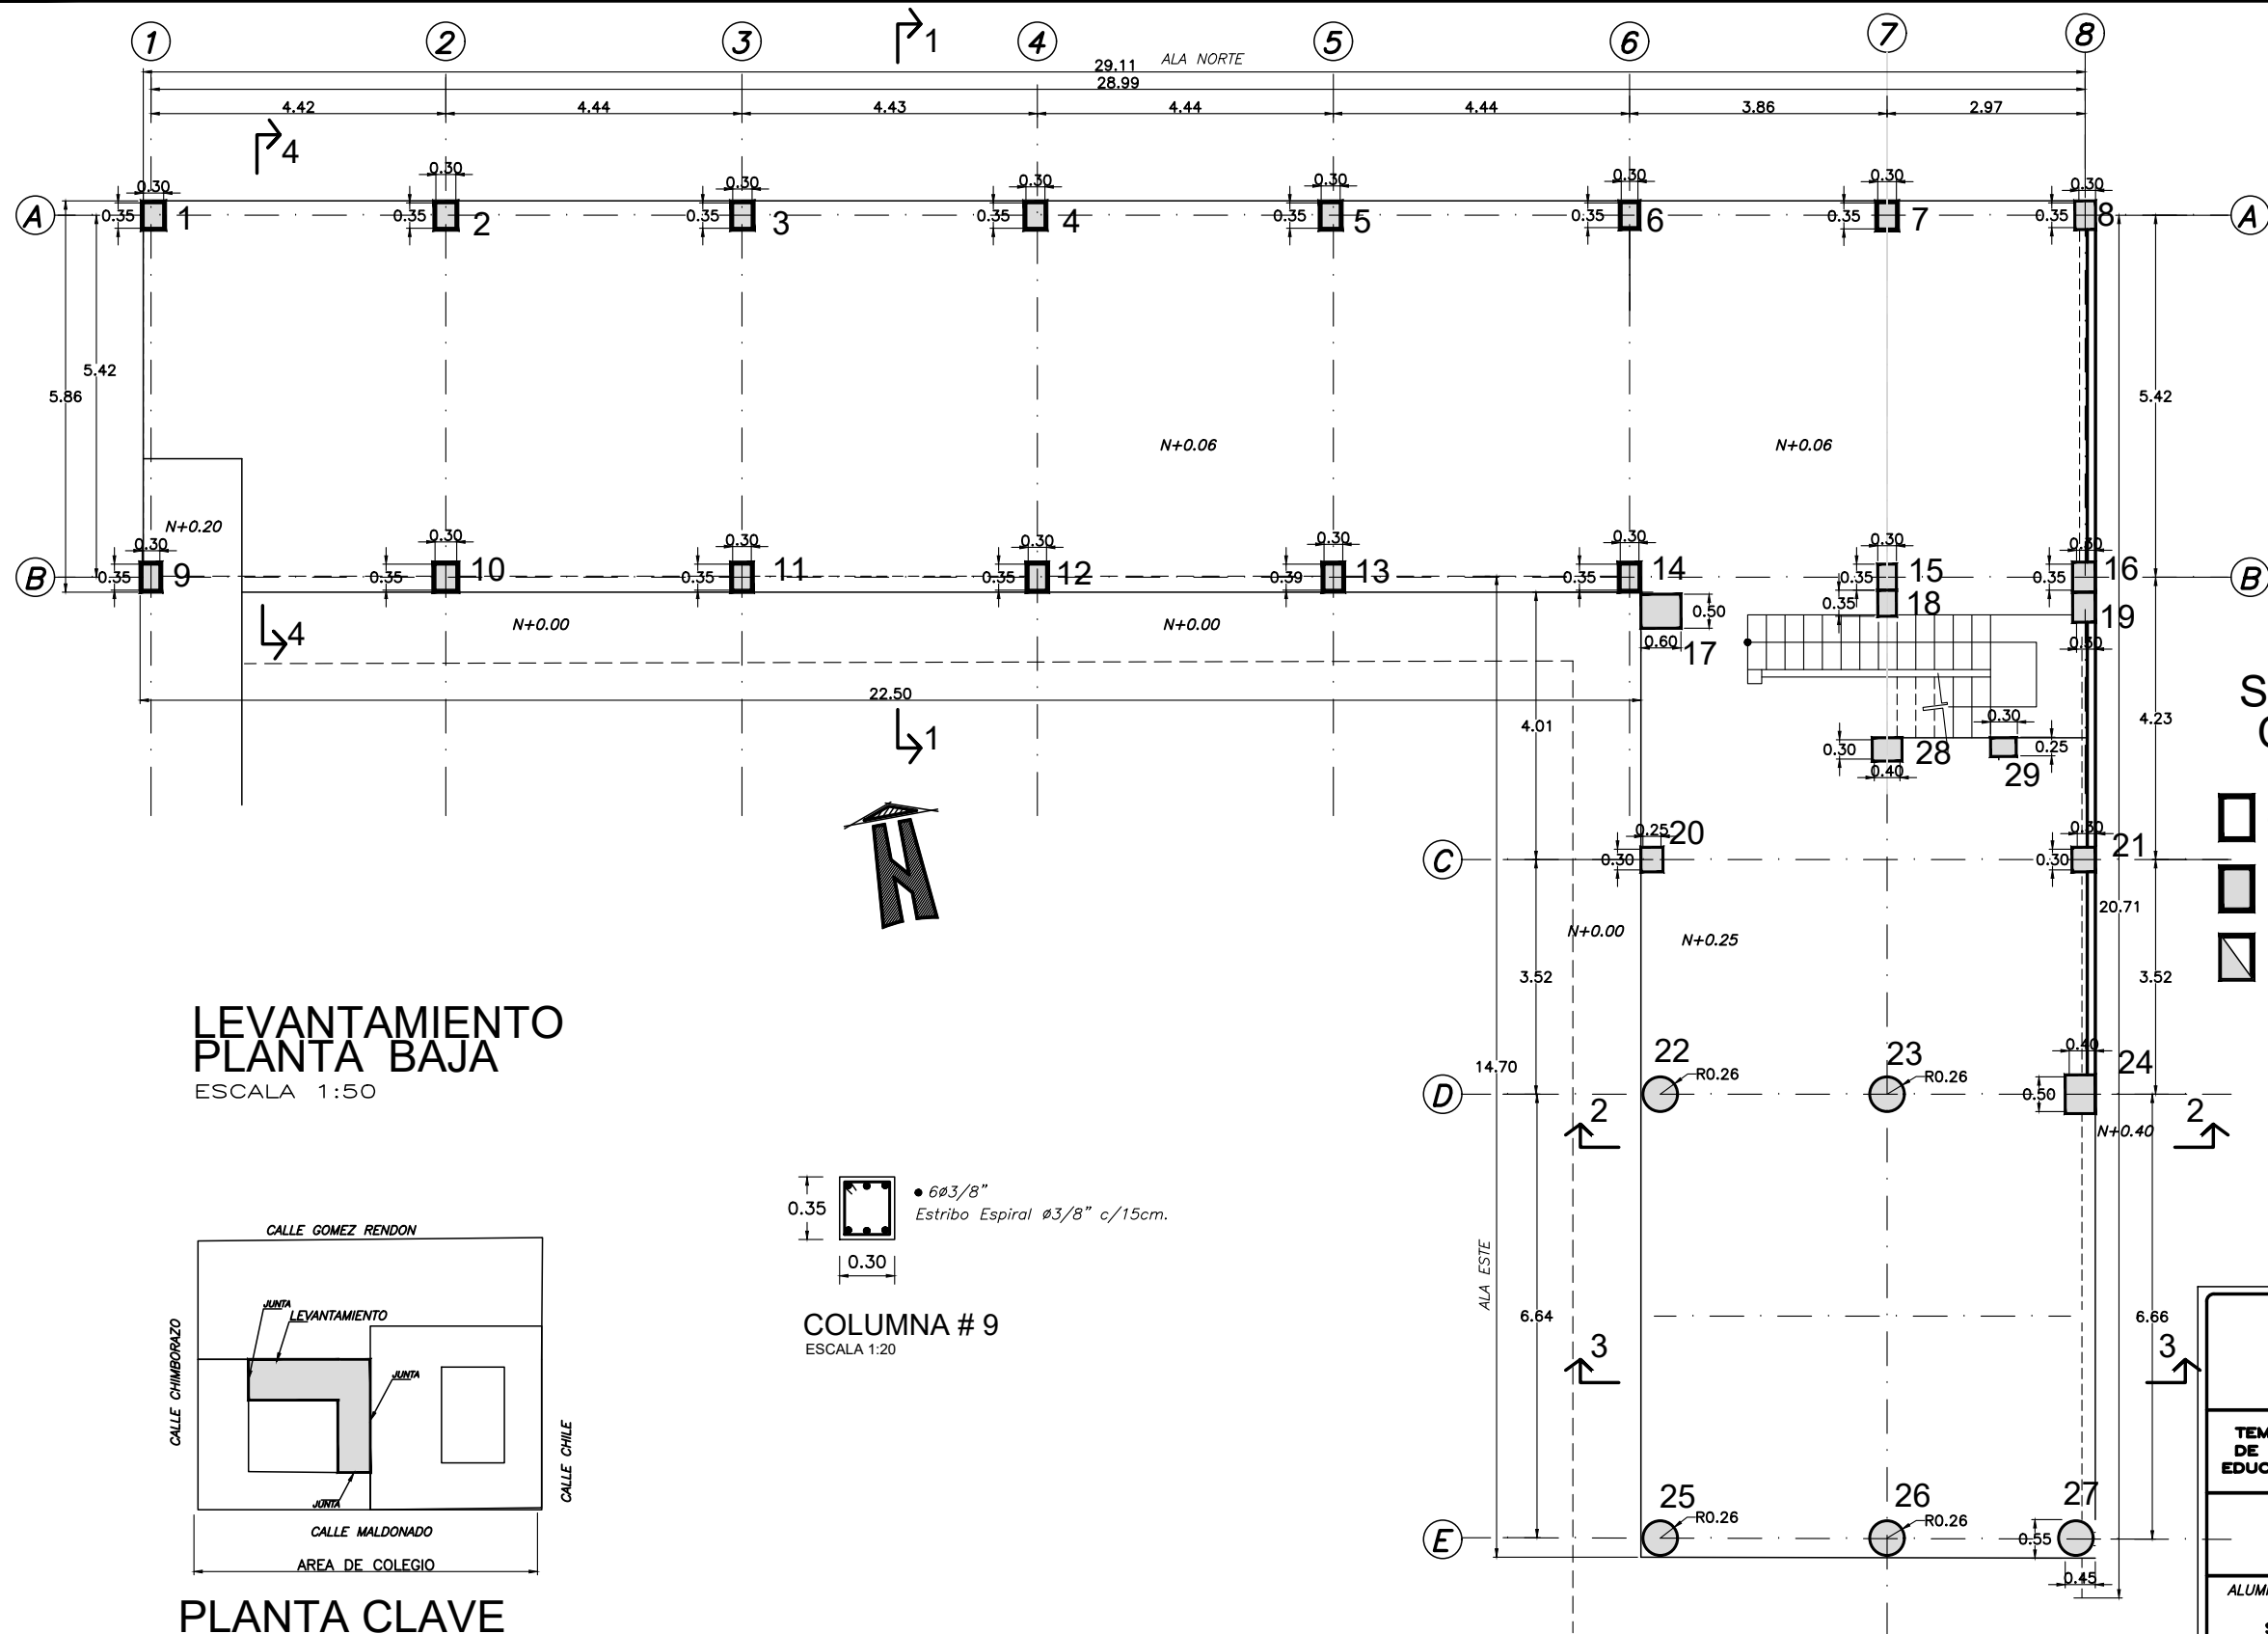 1 2 3 4 5 6 7 8
1
ALA NORTE
29.11
28.99
4.42 4.44 4.43 4.44 4.44 3.86 2.97
4
0.30 0.30 0.30 0.30 0.30 0.30 0.30 0.30
A 0.35 1 0.35 2 0.35 3 0.35 4 0.35 5 0.35 6 0.35 7 0.35 8 A
5.42
5.86
5.42
N+0.06 N+0.06
N+0.20
0.30 0.30 0.30 0.30 0.30 0.30 0.30 0.30
B 0.35 9 0.35 10 0.35 11 0.35 12 0.39 13 0.35 14 0.35 15 0.35 16 B
0.35 18 19
0.50
0.60 17
0.30
4
N+0.00 N+0.00
22.50
1
4.01
4.23
0.30
0.30 28 0.25
0.40 29
S
0.25 20 0.30
C 0.30 0.30 21
20.71
N+0.00 N+0.25
3.52 3.52
LEVANTAMIENTO
PLANTA BAJA
ESCALA 1:50
22 23 0.40 24
14.70 R0.26 R0.26
D 0.50
2 2
N+0.40
0.35
6ø3/8"
Estribo Espiral ø3/8" c/15cm.
0.30
COLUMNA # 9
ESCALA 1:20
ALA ESTE
6.64 6.66
3 3
25 26 27
R0.26 R0.26
E 0.55
0.45
CALLE GOMEZ RENDON
JUNTA
LEVANTAMIENTO
CALLE CHIMBORAZO
JUNTA
CALLE CHILE
JUNTA
CALLE MALDONADO
AREA DE COLEGIO
PLANTA CLAVE
TEM
DE
EDUC
ALUM